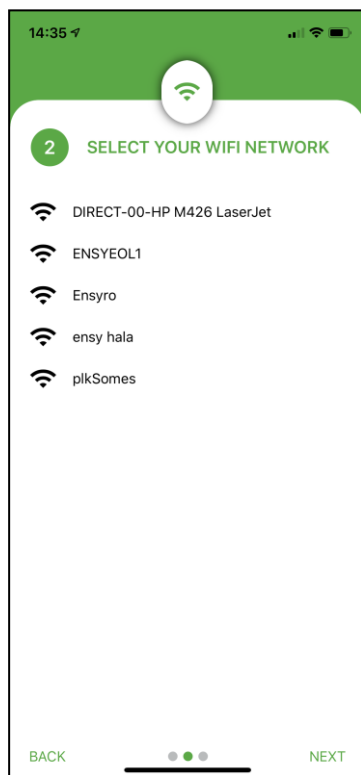 14:35
2 SELECT YOUR WIFI NETWORK
DIRECT-00-HP M426 LaserJet
ENSYEOL1
Ensyro
ensy hala
plkSomes
BACK NEXT